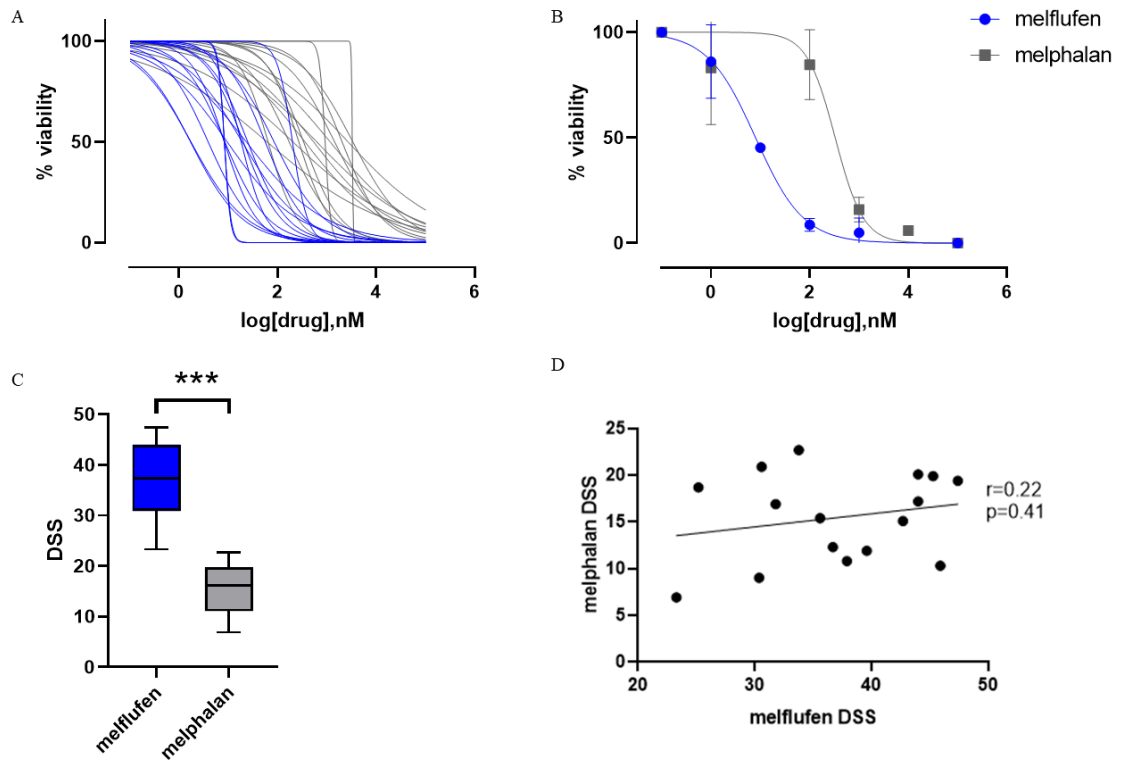 A
100
50
0
% viability
0 2 4 6
log[drug],nM
B
melflufen
melphalan
100
50
0
% viability
0 2 4 6
log[drug],nM
C
***
50
40
30
20
10
0
DSS
melflufen
melphalan
D
25
20
15
10
5
0
melphalan DSS
r=0.22
p=0.41
20 30 40 50
melflufen DSS